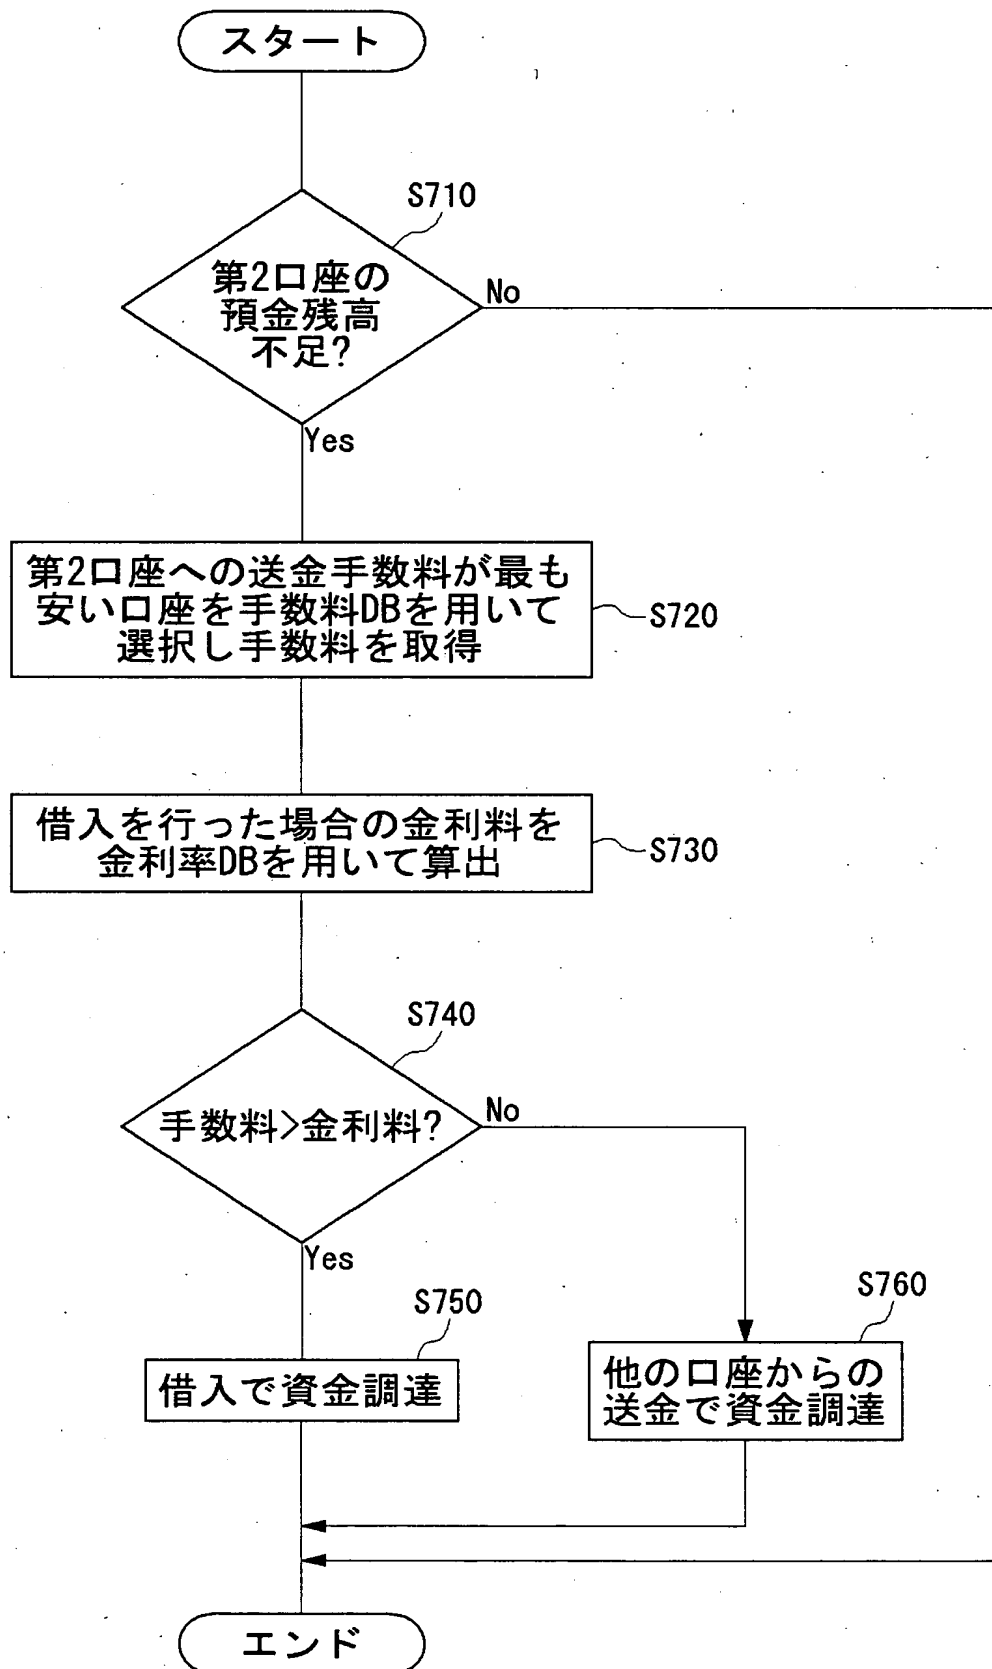 スタート
S710
第2口座の
預金残高
不足?
No
Yes
第2口座への送金手数料が最も
安い口座を手数料DBを用いて
選択し手数料を取得
S720
借入を行った場合の金利料を
金利率DBを用いて算出
S730
S740
手数料>金利料?
No
Yes
S750
借入で資金調達
S760
他の口座からの
送金で資金調達
エンド